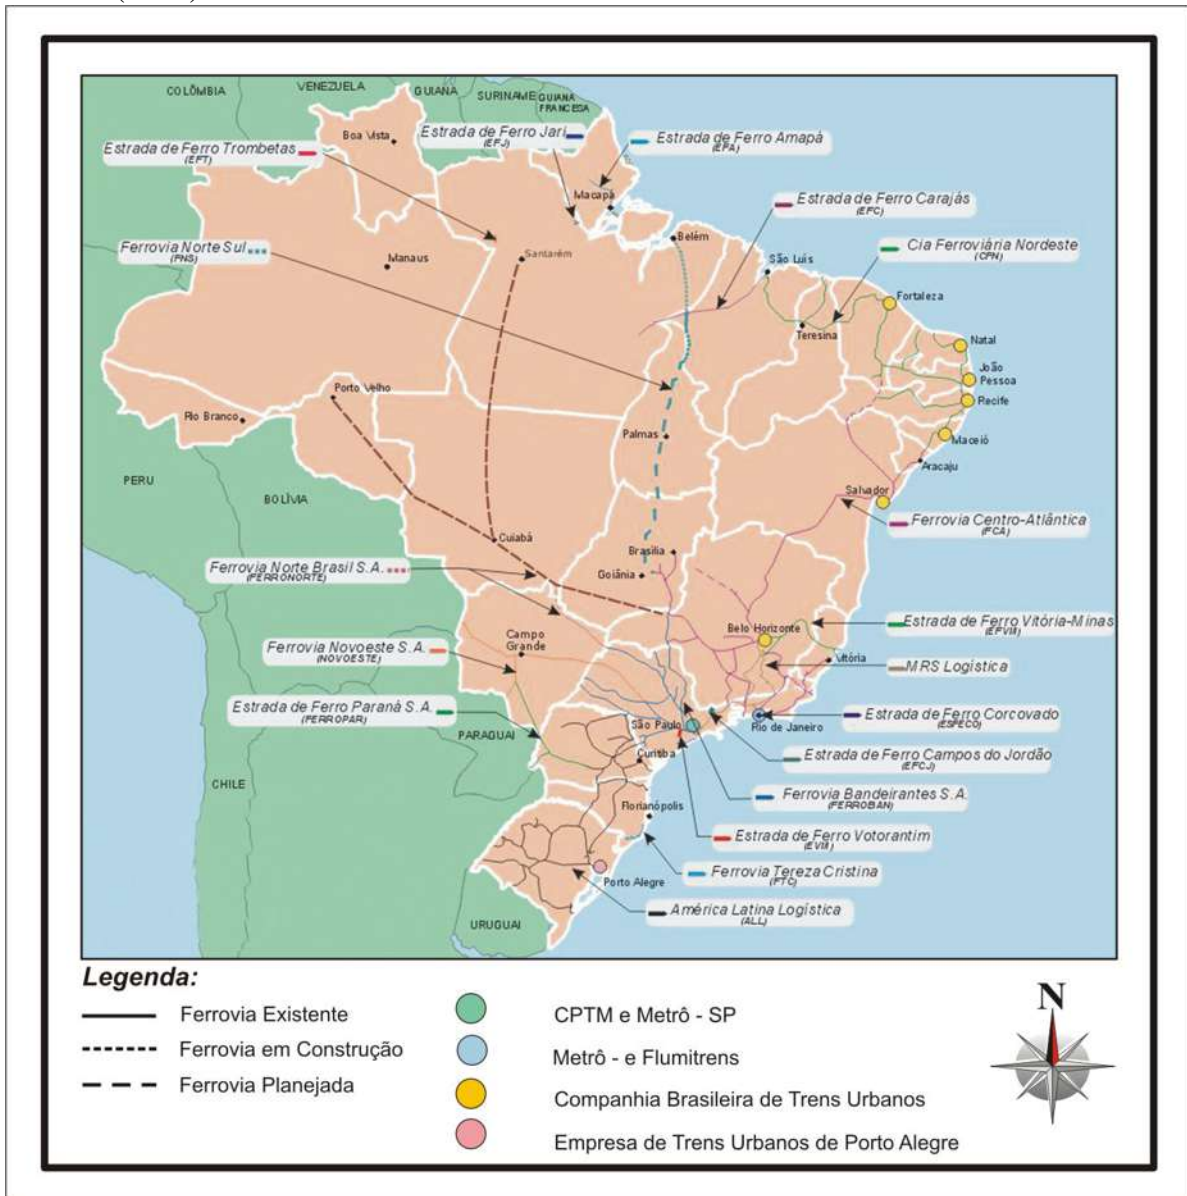 COLÔMBIA
VENEZUELA
GUIANA
SURINAME
GUIANA
FRANCESA
Boa Vista
Estrada de Ferro Jari
(EFJ)
Estrada de Ferro Amapá
(EFA)
Estrada de Ferro Trombetas
(EFT)
Macapá
Estrada de Ferro Carajás
(EFC)
Ferrovia Norte Sul
(FNS)
Manaus
Santarém
Belém
São Luis
Cia Ferroviária Nordeste
(CFN)
Fortaleza
Teresina
Natal
João
Pessoa
Porto Velho
Recife
Rio Branco
Palmas
Maceió
Aracaju
PERU
BOLÍVIA
Salvador
Ferrovia Centro-Atlântica
(FCA)
Cuiabá
Brasília
Goiânia
Ferrovia Norte Brasil S.A.
(FERRONORTE)
Estrada de Ferro Vitória-Minas
(EFVM)
Belo Horizonte
Campo
Grande
Ferrovia Novoeste S.A.
(NOVOESTE)
Vitória
MRS Logística
Estrada de Ferro Paraná S.A.
(FERROPAR)
Estrada de Ferro Corcovado
(ESFECO)
São Paulo
Rio de Janeiro
PARAGUAI
Curitiba
Estrada de Ferro Campos do Jordão
(EFCJ)
CHILE
Ferrovia Bandeirantes S.A.
(FERROBAN)
Florianópolis
Estrada de Ferro Votorantim
Ferrovia Tereza Cristina
(FTC)
Porto Alegre
América Latina Logística
(ALL)
URUGUAI
Legenda:
Ferrovia Existente
Ferrovia em Construção
Ferrovia Planejada
CPTM e Metrô - SP
Metrô - e Flumitrens
Companhia Brasileira de Trens Urbanos
Empresa de Trens Urbanos de Porto Alegre
N